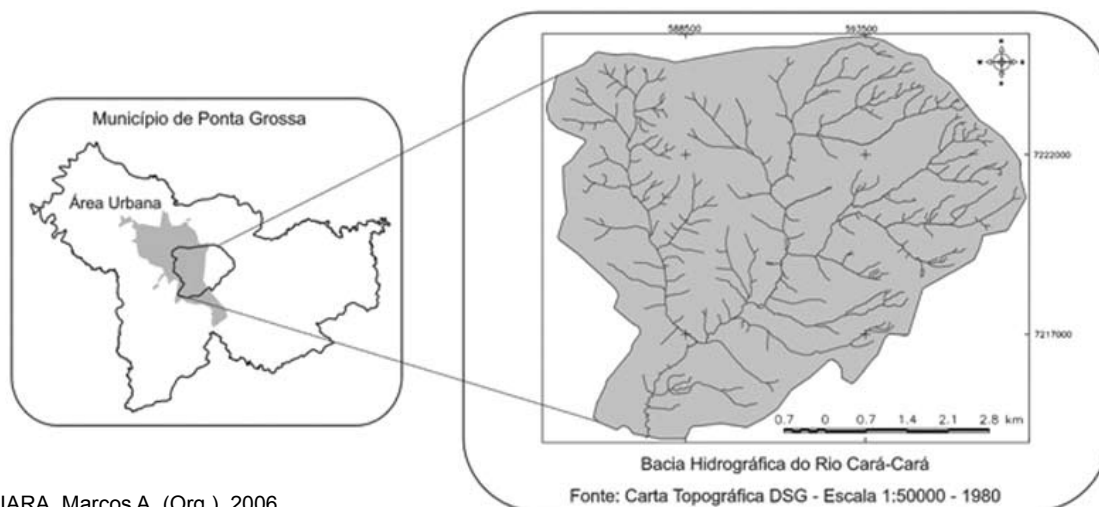 Município de Ponta Grossa
Área Urbana
588500 593500
7222000
7217000
0.7 0 0.7 1.4 2.1 2.8 km
Bacia Hidrográfica do Rio Cará-Cará
Fonte: Carta Topográfica DSG - Escala 1:50000 - 1980
Marcos A. (Org.), 2006